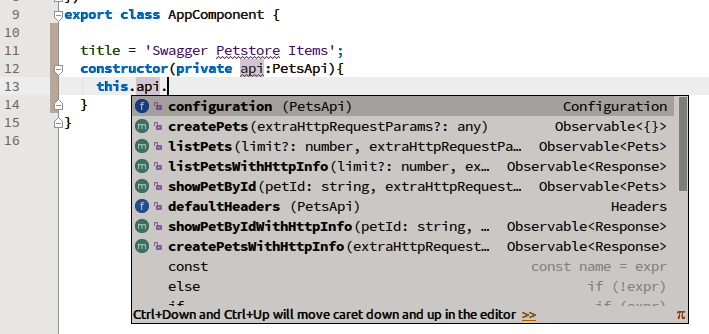 9 export class AppComponent {
10
11 title = 'Swagger Petstore Items';
12 constructor(private api:PetsApi){
13 this.api.
14 }
15 }
16
f configuration (PetsApi) Configuration
m createPets(extraHttpRequestParams?: any) Observable<{}>
m listPets(limit?: number, extraHttpRequestPa… Observable<Pets>
m listPetsWithHttpInfo(limit?: number, ex… Observable<Response>
m showPetById(petId: string, extraHttpRequest… Observable<Pets>
f defaultHeaders (PetsApi) Headers
m showPetByIdWithHttpInfo(petId: string, … Observable<Response>
m createPetsWithHttpInfo(extraHttpRequest… Observable<Response>
const const name = expr
else if (!expr)
if if (expr)
Ctrl+Down and Ctrl+Up will move caret down and up in the editor >> π